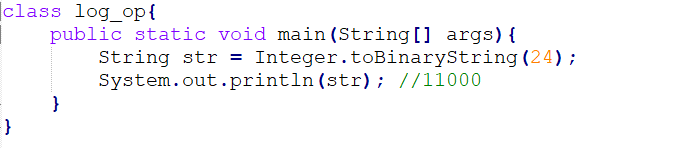 class log_op{
    public static void main(String[] args){
        String str = Integer.toBinaryString(24);
        System.out.println(str); //11000
    }
}